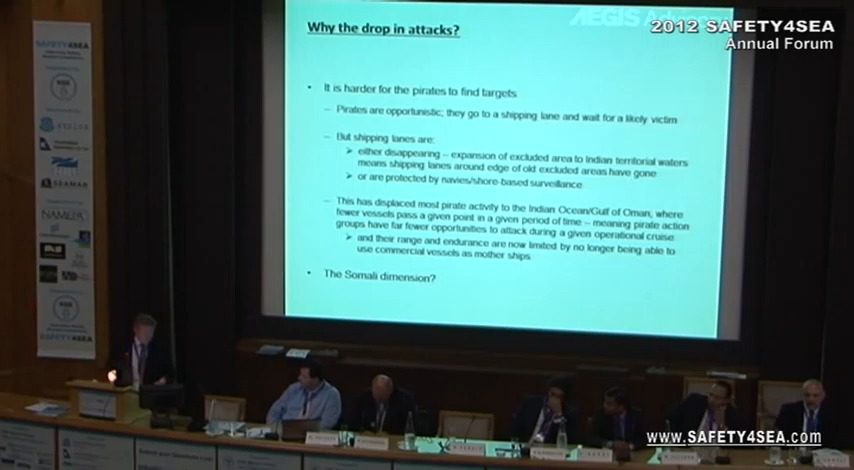 Why the drop in attacks?
AEGIS
2012 SAFETY4SEA
Annual Forum
• It is harder for the pirates to find targets
– Pirates are opportunistic; they go to a shipping lane and wait for a likely victim
– But shipping lanes are:
➢ either disappearing – expansion of excluded area to Indian territorial waters
means shipping lanes around edge of old excluded areas have gone
➢ or are protected by navies/shore-based surveillance
– This has displaced most pirate activity to the Indian Ocean/Gulf of Oman, where
fewer vessels pass a given point in a given period of time – meaning pirate action
groups have far fewer opportunities to attack during a given operational cruise
➢ and their range and endurance are now limited by no longer being able to
use commercial vessels as mother ships
• The Somali dimension?
SAFETY4SEA
SEAMAN
NAMEPA
SAFETY4SEA
www.SAFETY4SEA.com